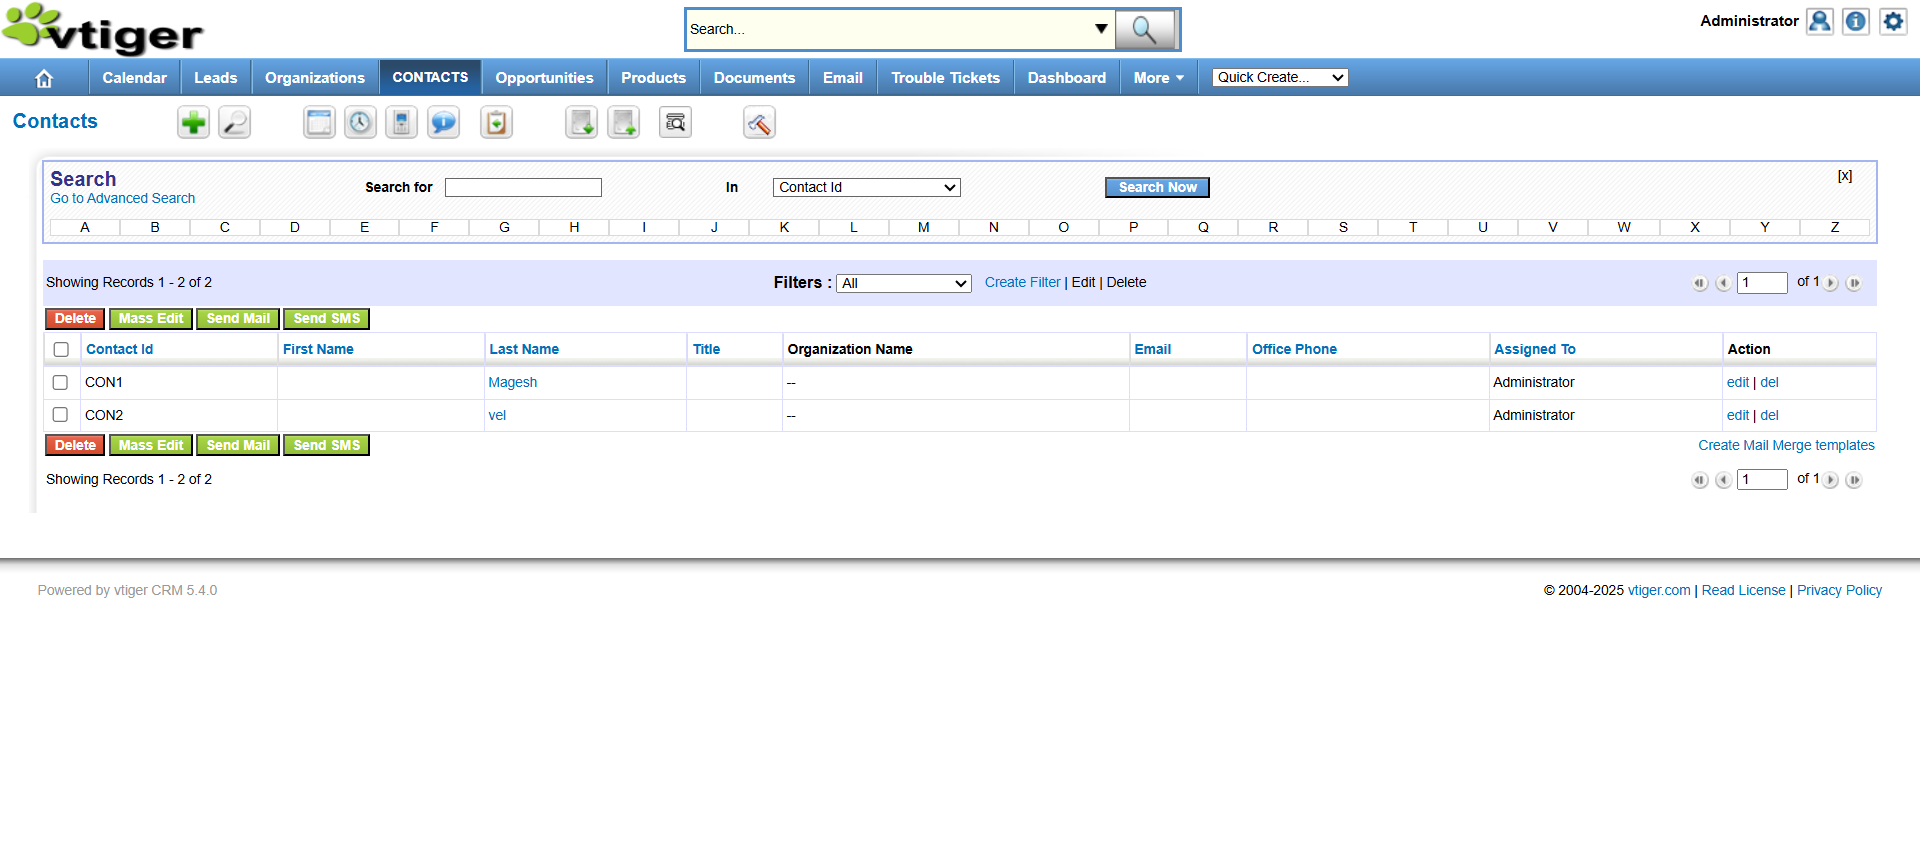 vtiger
Search...
Administrator
Calendar Leads Organizations CONTACTS Opportunities Products Documents Email Trouble Tickets Dashboard More Quick Create...
Contacts
Search
Go to Advanced Search
Search for In Contact Id Search Now [x]
A B C D E F G H I J K L M N O P Q R S T U V W X Y Z
Showing Records 1 - 2 of 2 Filters : All Create Filter | Edit | Delete 1 of 1
Delete Mass Edit Send Mail Send SMS
Contact Id First Name Last Name Title Organization Name Email Office Phone Assigned To Action
CON1 Magesh -- Administrator edit | del
CON2 vel -- Administrator edit | del
Delete Mass Edit Send Mail Send SMS Create Mail Merge templates
Showing Records 1 - 2 of 2 1 of 1
Powered by vtiger CRM 5.4.0 © 2004-2025 vtiger.com | Read License | Privacy Policy